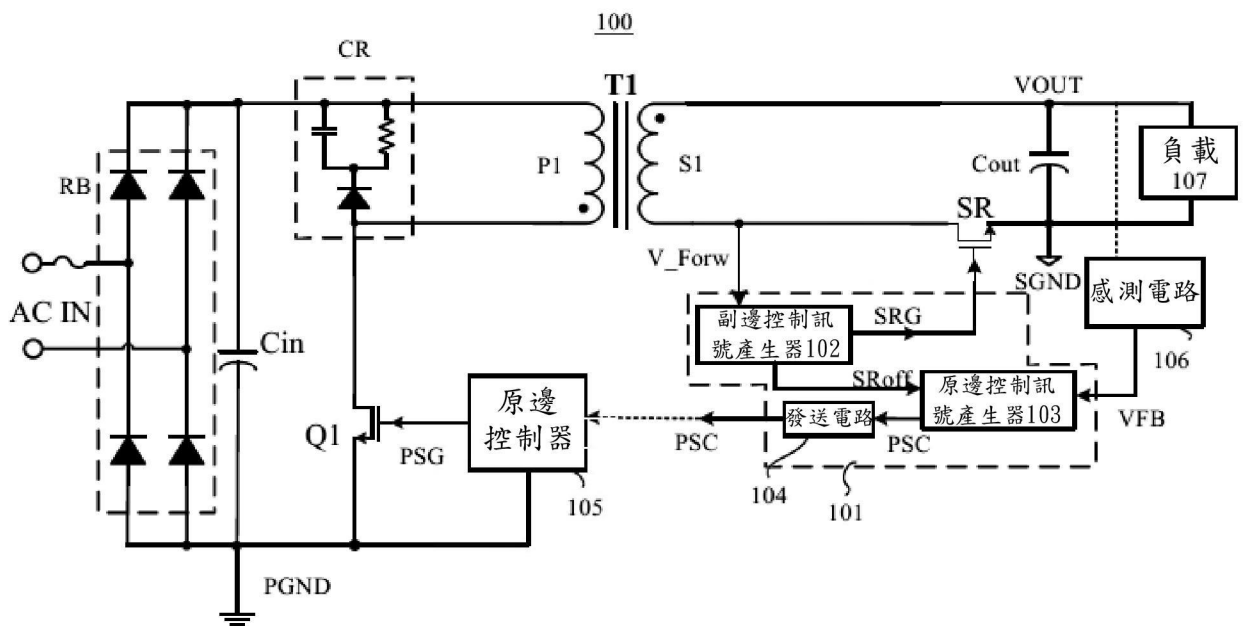 100
CR
T1
VOUT
RB
P1
S1
Cout
負載
107
SR
V_Forw
SGND
AC IN
Cin
副邊控制訊
號產生器102
SRG
感測電路
106
SRoff
原邊控制訊
號產生器103
VFB
原邊
控制器
發送電路
Q1
PSG
PSC
PSC
105
104
101
PGND